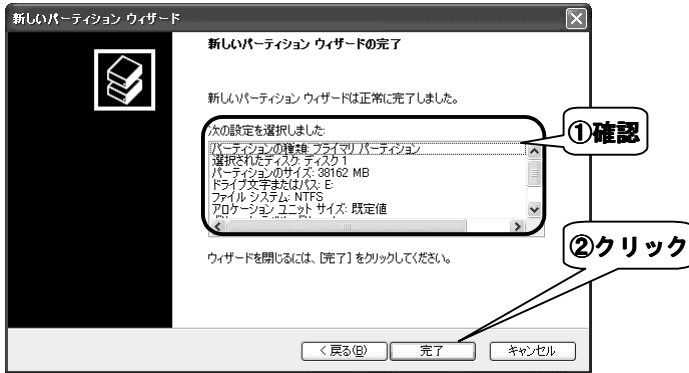 新しいパーティション ウィザード
新しいパーティション ウィザードの完了
新しいパーティション ウィザードは正常に完了しました。
次の設定を選択しました:
パーティションの種類: プライマリ パーティション
選択されたディスク: ディスク 1
パーティションのサイズ: 38162 MB
ドライブ文字またはパス: E:
ファイル システム: NTFS
アロケーション ユニット サイズ: 既定値
①確認
②クリック
ウィザードを閉じるには、[完了] をクリックしてください。
< 戻る(B)
完了
キャンセル